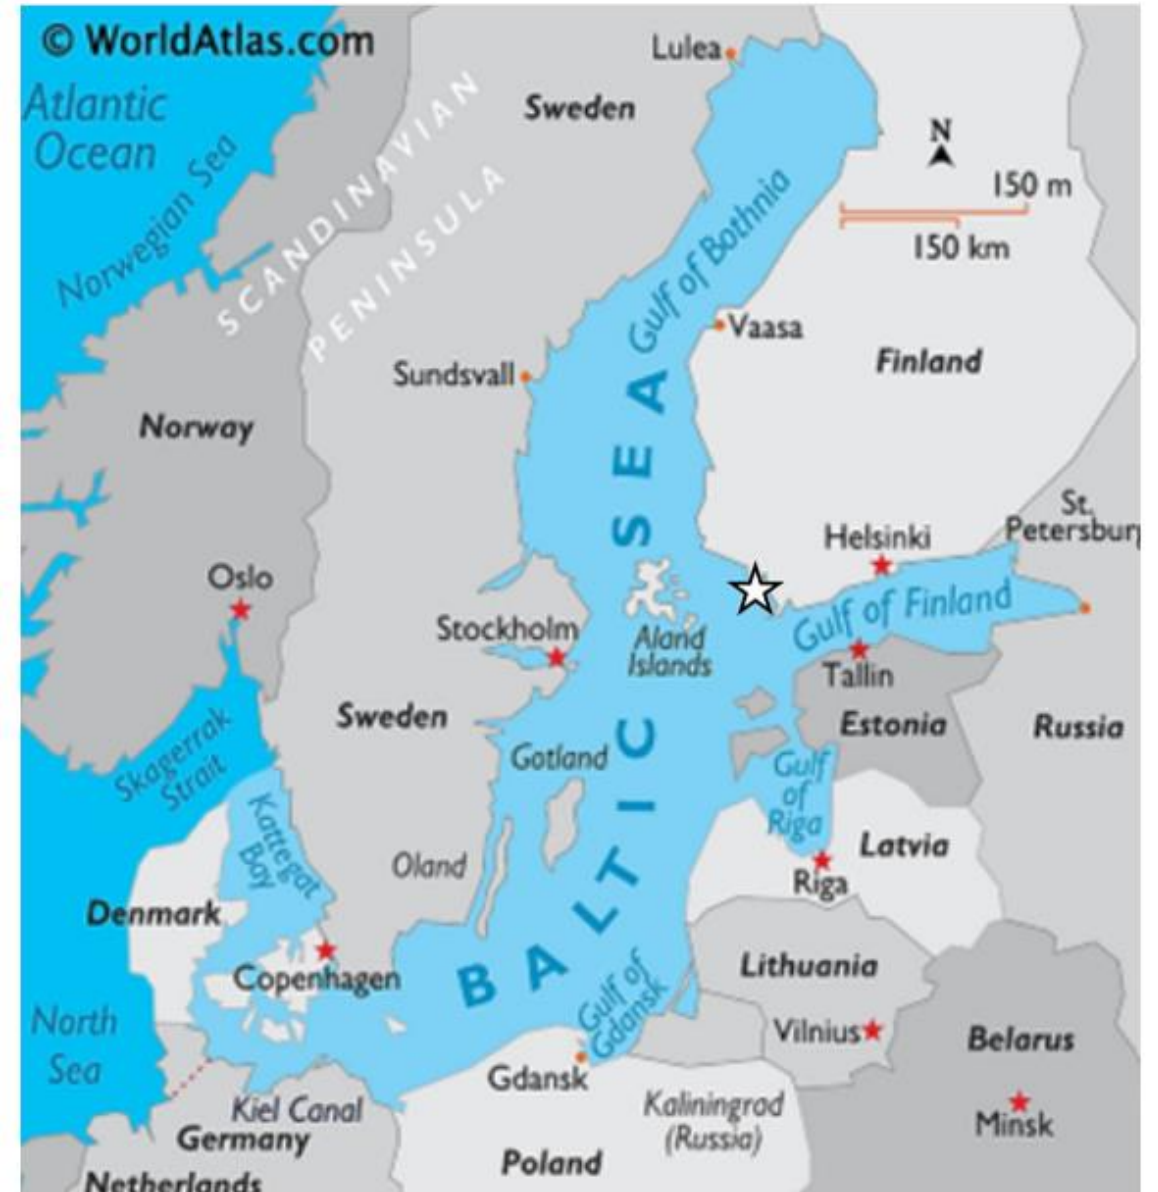 © WorldAtlas.com
Lulea
Atlantic
Ocean
Sweden
N
Norwegian Sea
SCANDINAVIAN
PENINSULA
150 m
150 km
Gulf of Bothnia
Vaasa
Sundsvall
Finland
Norway
BALTIC SEA
St.
Petersbur
Helsinki
Oslo
Gulf of Finland
Stockholm
Aland
Islands
Tallin
Sweden
Estonia
Russia
Skagerrak
Strait
Gotland
Gulf
of
Riga
Kattegat
Bay
Oland
Latvia
Riga
Denmark
Copenhagen
Lithuania
Gulf of
Gdansk
North
Sea
Vilnius
Belarus
Gdansk
Kiel Canal
Kaliningrad
(Russia)
Minsk
Germany
Poland
Netherlands